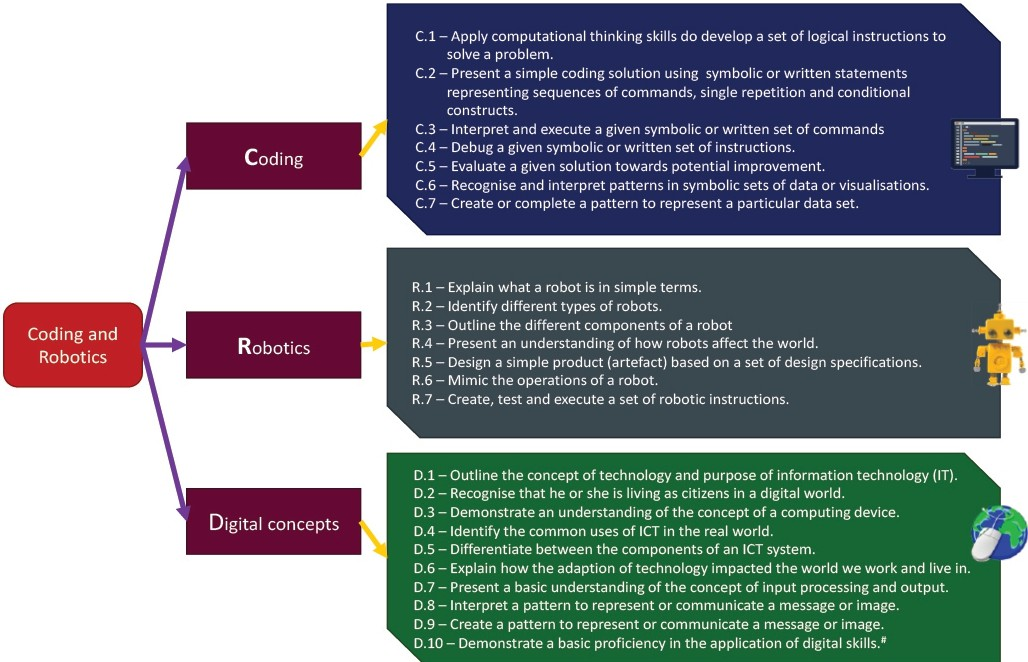 Coding and
Robotics
Coding
C.1 – Apply computational thinking skills do develop a set of logical instructions to
solve a problem.
C.2 – Present a simple coding solution using symbolic or written statements
representing sequences of commands, single repetition and conditional
constructs.
C.3 – Interpret and execute a given symbolic or written set of commands
C.4 – Debug a given symbolic or written set of instructions.
C.5 – Evaluate a given solution towards potential improvement.
C.6 – Recognise and interpret patterns in symbolic sets of data or visualisations.
C.7 – Create or complete a pattern to represent a particular data set.
Robotics
R.1 – Explain what a robot is in simple terms.
R.2 – Identify different types of robots.
R.3 – Outline the different components of a robot
R.4 – Present an understanding of how robots affect the world.
R.5 – Design a simple product (artefact) based on a set of design specifications.
R.6 – Mimic the operations of a robot.
R.7 – Create, test and execute a set of robotic instructions.
Digital concepts
D.1 – Outline the concept of technology and purpose of information technology (IT).
D.2 – Recognise that he or she is living as citizens in a digital world.
D.3 – Demonstrate an understanding of the concept of a computing device.
D.4 – Identify the common uses of ICT in the real world.
D.5 – Differentiate between the components of an ICT system.
D.6 – Explain how the adaption of technology impacted the world we work and live in.
D.7 – Present a basic understanding of the concept of input processing and output.
D.8 – Interpret a pattern to represent or communicate a message or image.
D.9 – Create a pattern to represent or communicate a message or image.
D.10 – Demonstrate a basic proficiency in the application of digital skills.#